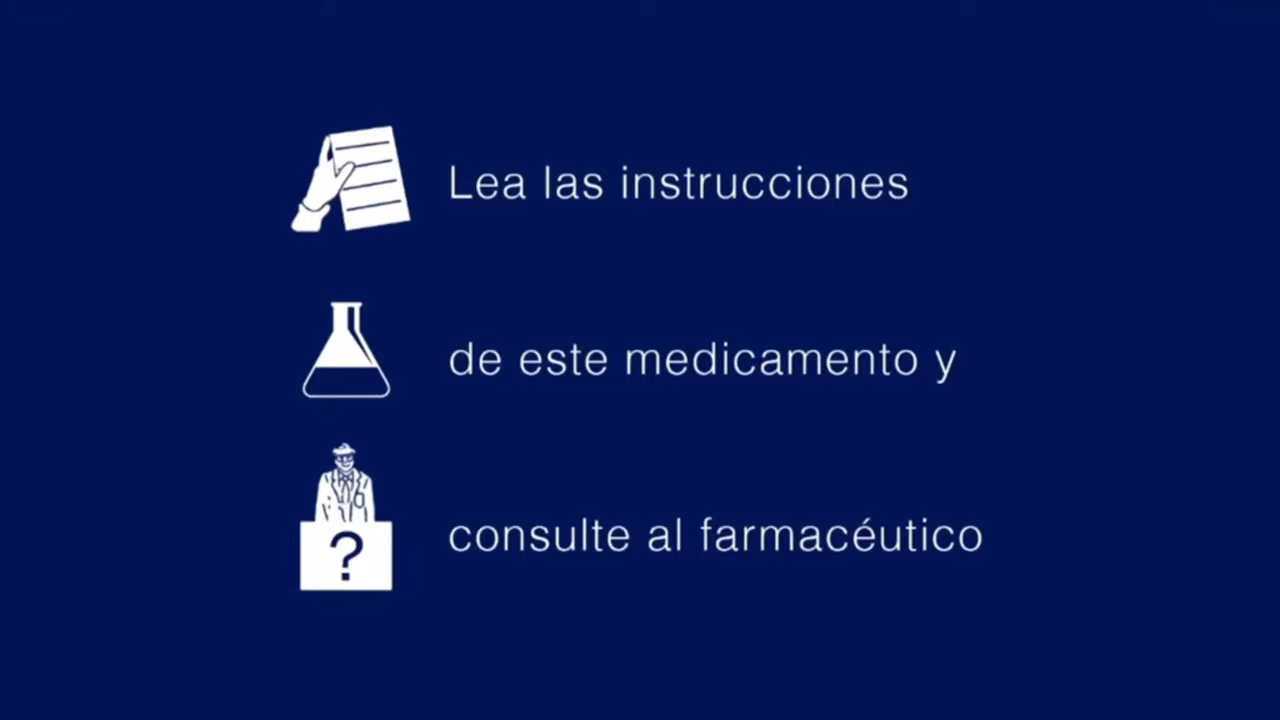 Lea las instrucciones
de este medicamento y
consulte al farmacéutico
?